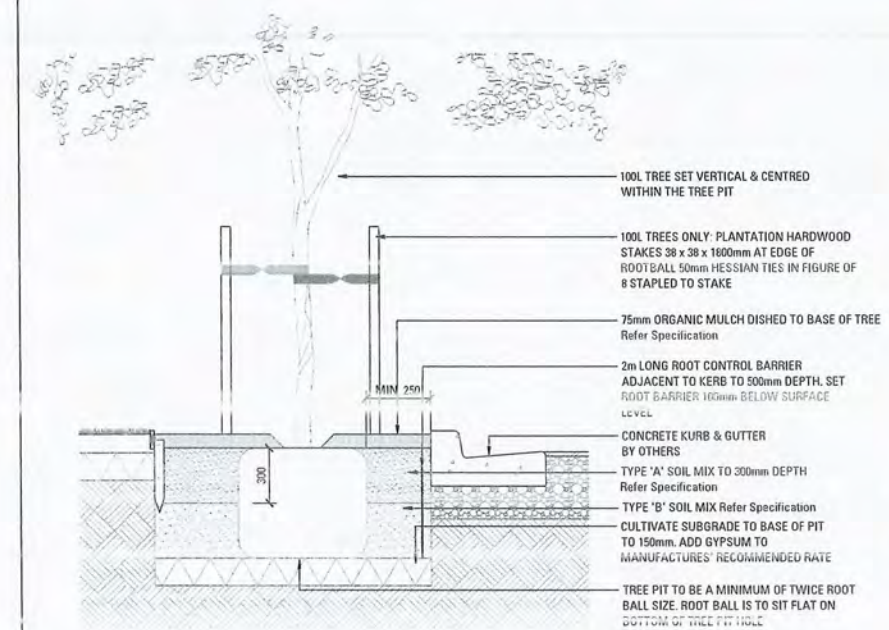 100L TREE SET VERTICAL & CENTRED
WITHIN THE TREE PIT
100L TREES ONLY: PLANTATION HARDWOOD
STAKES 38 x 38 x 1800mm AT EDGE OF
ROOTBALL 50mm HESSIAN TIES IN FIGURE OF
8 STAPLED TO STAKE
75mm ORGANIC MULCH DISHED TO BASE OF TREE
Refer Specification
2m LONG ROOT CONTROL BARRIER
ADJACENT TO KERB TO 500mm DEPTH. SET
ROOT BARRIER 100mm BELOW SURFACE
LEVEL
MIN 250
CONCRETE KURB & GUTTER
BY OTHERS
300
TYPE 'A' SOIL MIX TO 300mm DEPTH
Refer Specification
TYPE 'B' SOIL MIX Refer Specification
CULTIVATE SUBGRADE TO BASE OF PIT
TO 150mm. ADD GYPSUM TO
MANUFACTURES' RECOMMENDED RATE
TREE PIT TO BE A MINIMUM OF TWICE ROOT
BALL SIZE. ROOT BALL IS TO SIT FLAT ON
BOTTOM OF TREE PIT HOLE